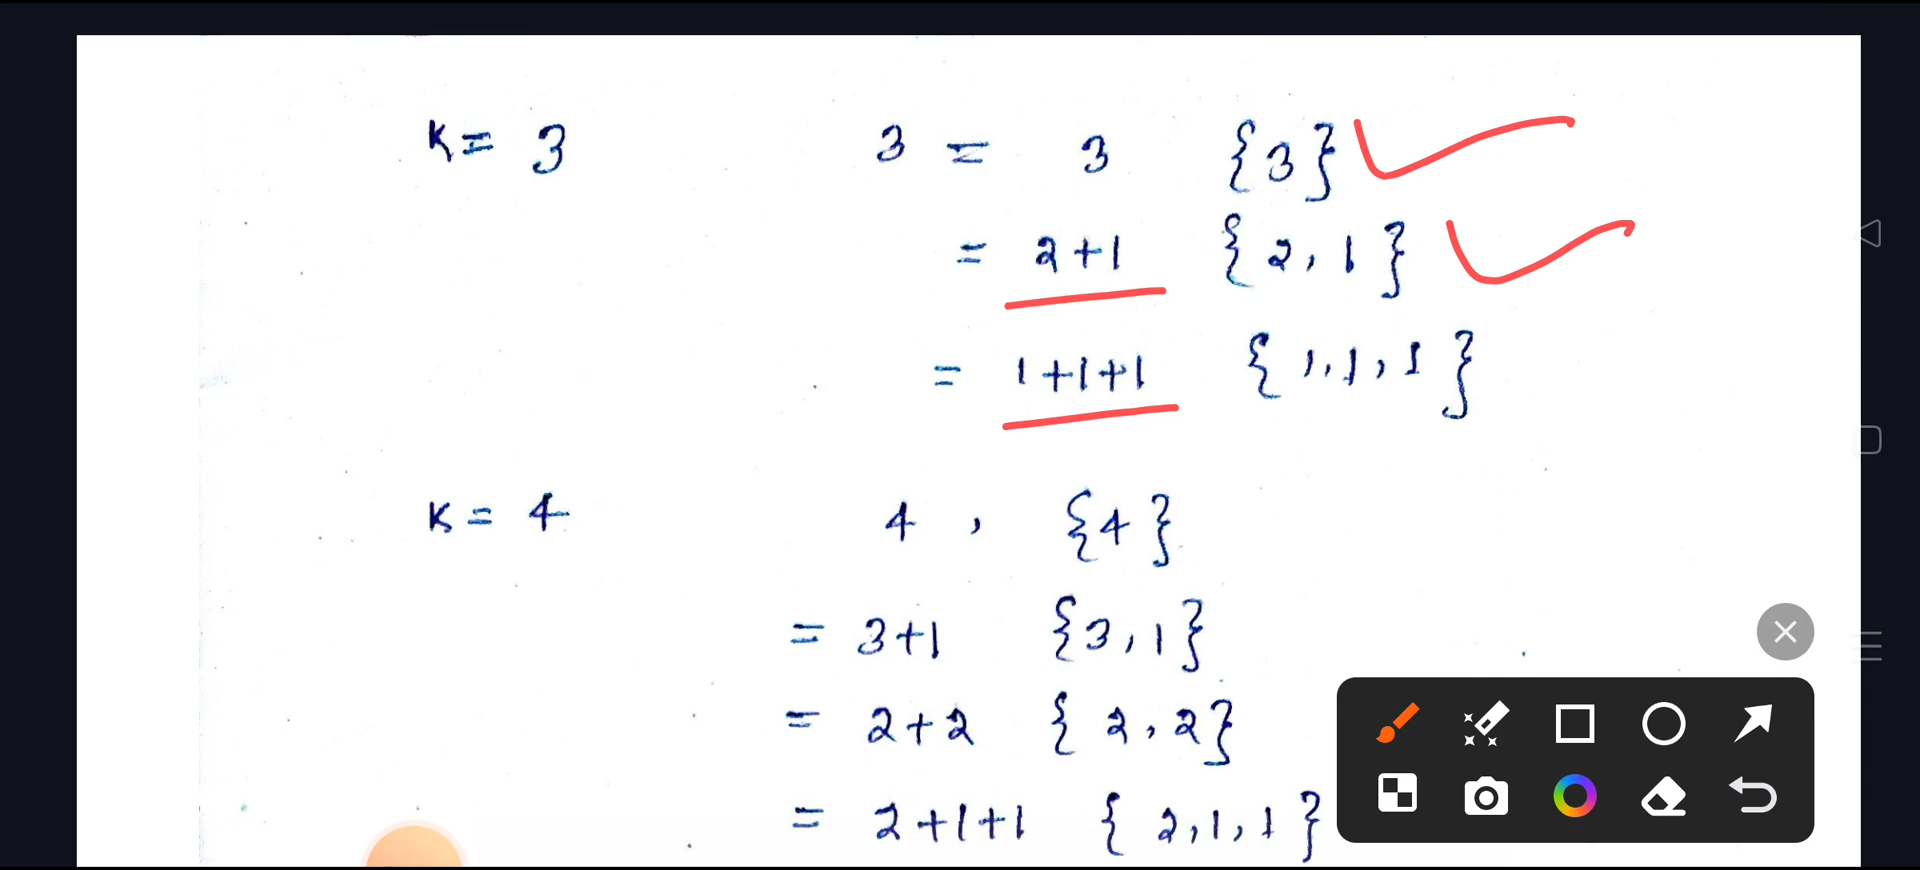 K = 3 3 = 3 {3}
= 2+1 {2, 1}
= 1+1+1 {1, 1, 1}
K = 4 4 , {4}
= 3+1 {3, 1}
= 2+2 {2, 2}
= 2+1+1 {2, 1, 1}